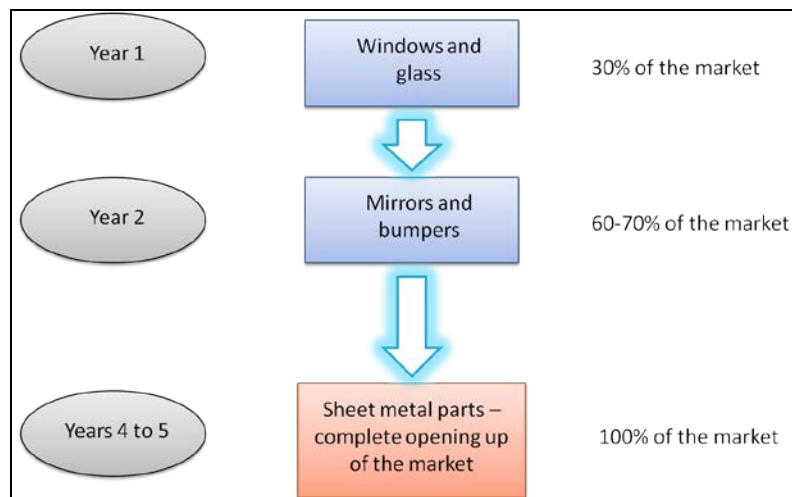 Year 1
Windows and
glass
30% of the market
Year 2
Mirrors and
bumpers
60-70% of the market
Years 4 to 5
Sheet metal parts –
complete opening up
of the market
100% of the market